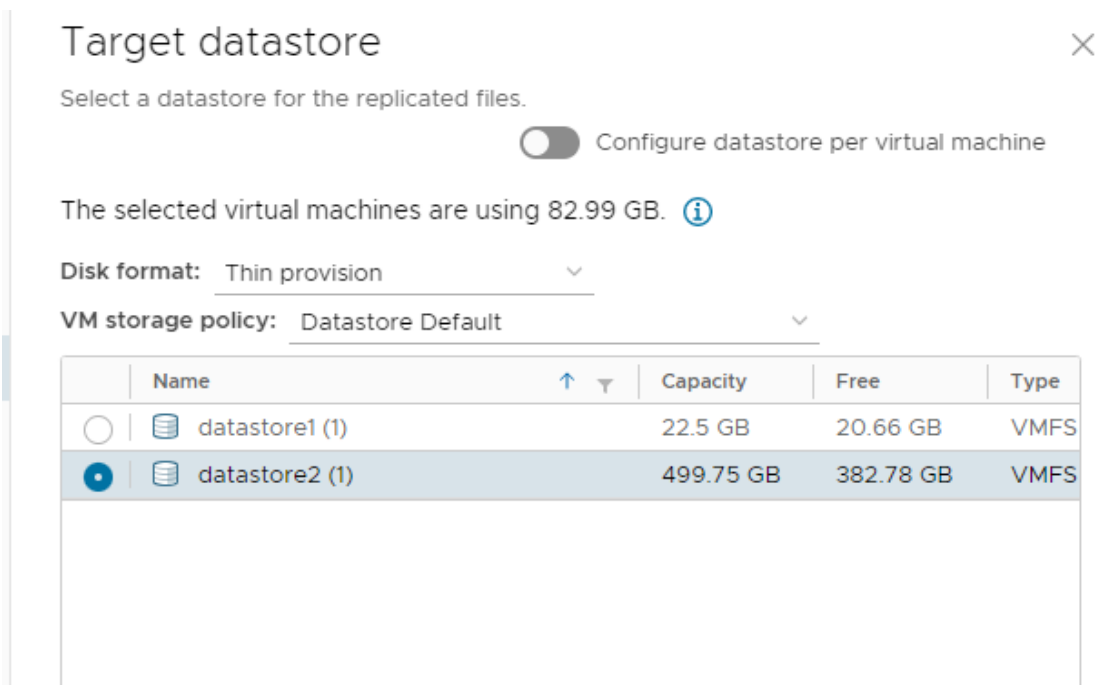 Target datastore
Select a datastore for the replicated files.
Configure datastore per virtual machine
The selected virtual machines are using 82.99 GB.
Disk format: Thin provision
VM storage policy: Datastore Default
Name Capacity Free Type
datastore1 (1) 22.5 GB 20.66 GB VMFS
datastore2 (1) 499.75 GB 382.78 GB VMFS